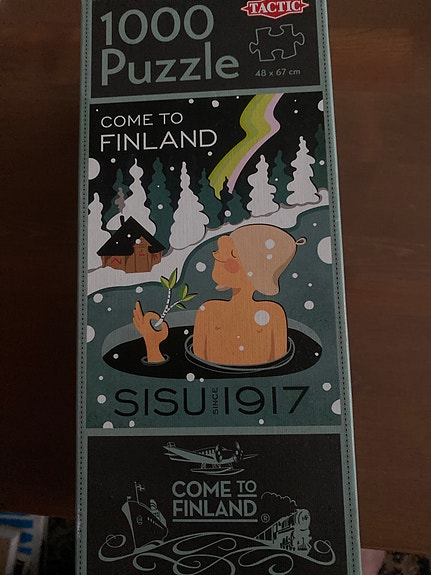 TACTIC
1000
Puzzle
48 x 67 cm
COME TO
FINLAND
SISU SINCE 1917
COME TO
FINLAND®